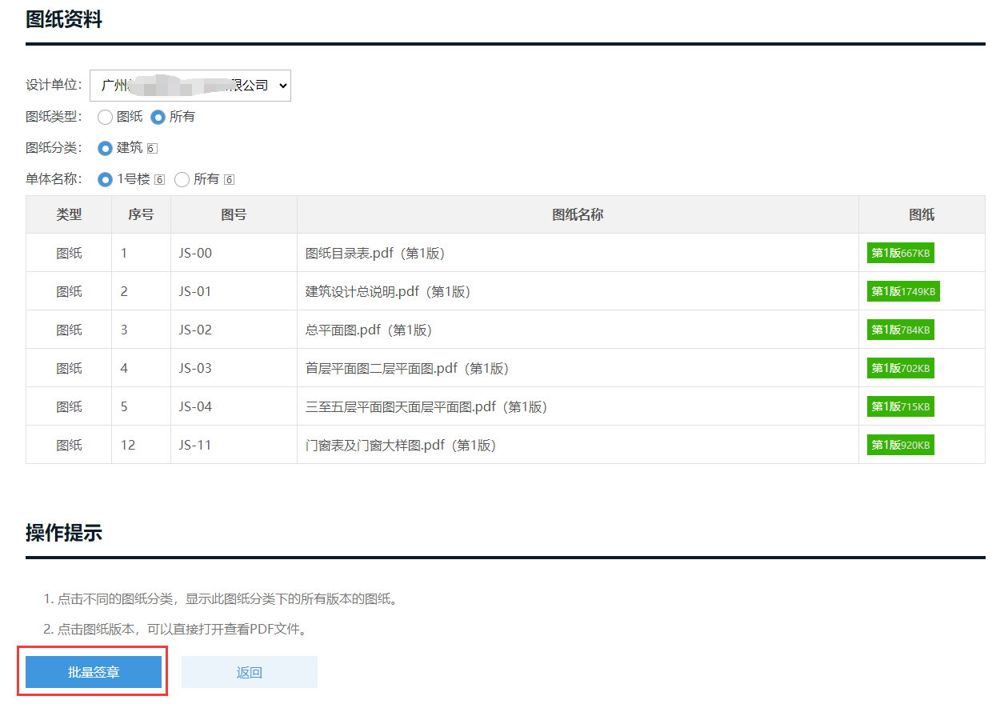 图纸资料
设计单位： 广州 限公司
图纸类型： 图纸 所有
图纸分类： 建筑 6
单体名称： 1号楼 6 所有 6
类型 序号 图号 图纸名称 图纸
图纸 1 JS-00 图纸目录表.pdf（第1版） 第1版667KB
图纸 2 JS-01 建筑设计总说明.pdf（第1版） 第1版1749KB
图纸 3 JS-02 总平面图.pdf（第1版） 第1版784KB
图纸 4 JS-03 首层平面图二层平面图.pdf（第1版） 第1版702KB
图纸 5 JS-04 三至五层平面图天面层平面图.pdf（第1版） 第1版715KB
图纸 12 JS-11 门窗表及门窗大样图.pdf（第1版） 第1版920KB
操作提示
1. 点击不同的图纸分类，显示此图纸分类下的所有版本的图纸。
2. 点击图纸版本，可以直接打开查看PDF文件。
批量签章 返回